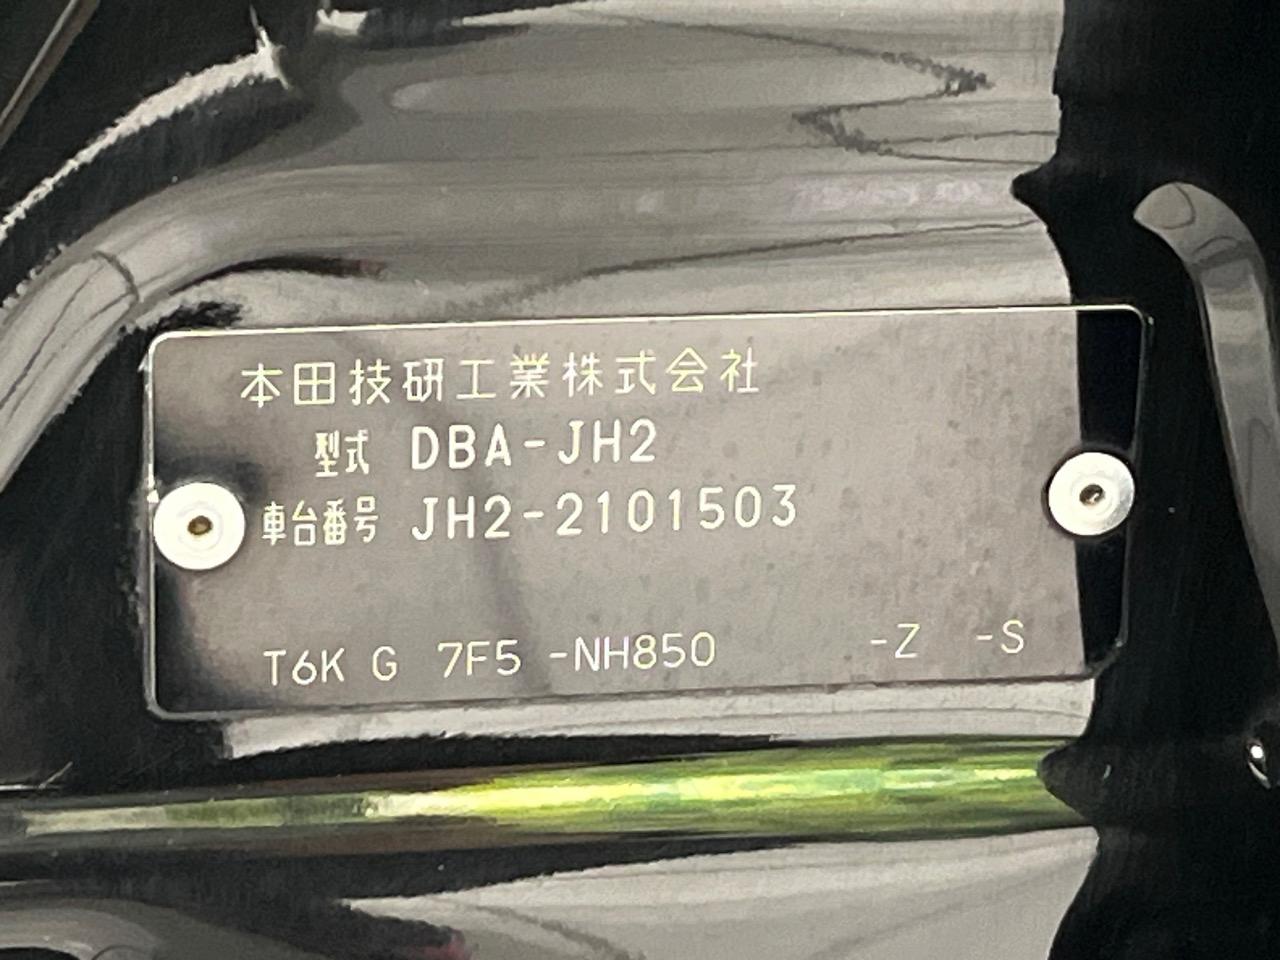 本田技研工業株式会社
型式 DBA-JH2
車台番号 JH2-2101503
T6K G 7F5 -NH850 -Z -S